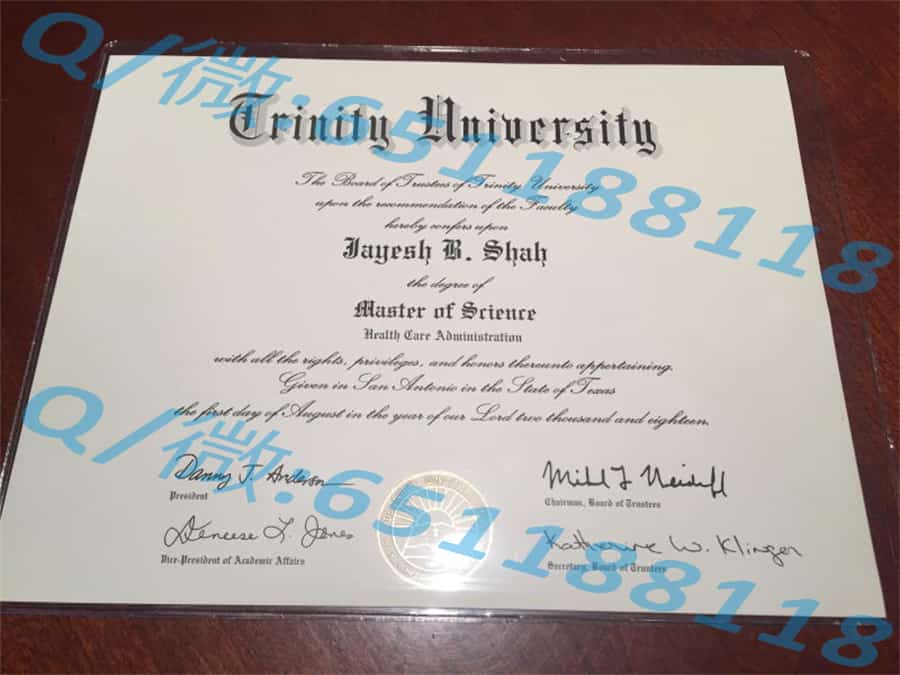 Q/微:651188118
Trinity University
The Board of Trustees of Trinity University
upon the recommendation of the Faculty
hereby confers upon
Jayesh B. Shah
the degree of
Master of Science
Health Care Administration
with all the rights, privileges, and honors thereunto appertaining.
Given in San Antonio in the State of Texas
the first day of August in the year of our Lord two thousand and eighteen.
Q/微:651188118
Danny J. Anderson
President
Chairman, Board of Trustees
Deneese L. Jones
Vice-President of Academic Affairs
Katherine W. Klinger
Secretary, Board of Trustees